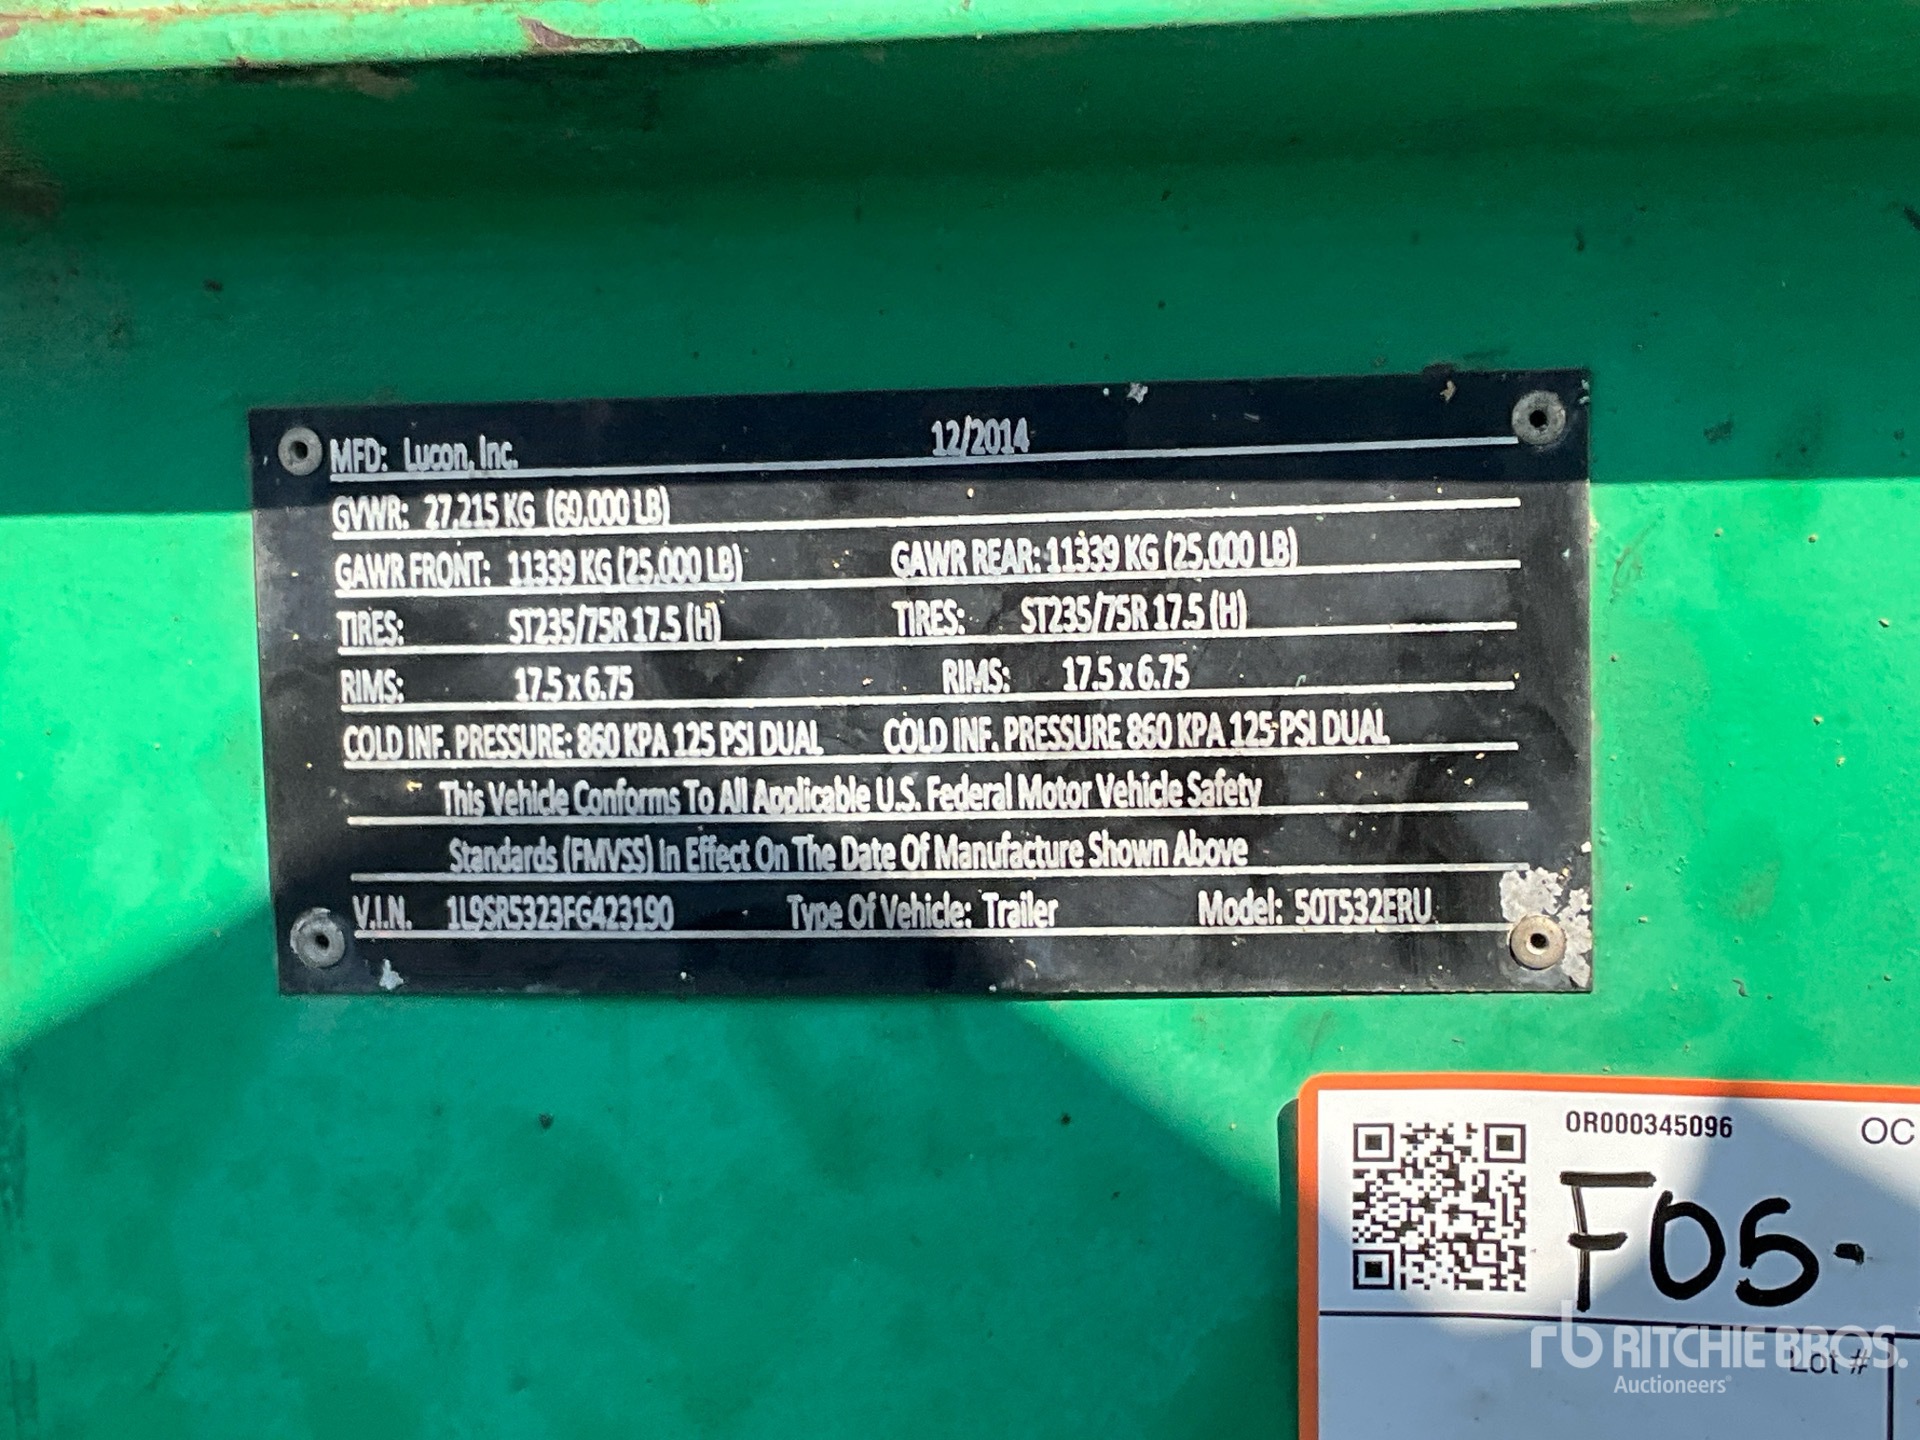 MFD: Lucon, Inc. 12/2014
GVWR: 27,215 KG (60,000 LB)
GAWR FRONT: 11339 KG (25,000 LB) GAWR REAR: 11339 KG (25,000 LB)
TIRES: ST235/75R 17.5 (H) TIRES: ST235/75R 17.5 (H)
RIMS: 17.5 x 6.75 RIMS: 17.5 x 6.75
COLD INF. PRESSURE: 860 KPA 125 PSI DUAL COLD INF. PRESSURE 860 KPA 125 PSI DUAL
This Vehicle Conforms To All Applicable U.S. Federal Motor Vehicle Safety
Standards (FMVSS) In Effect On The Date Of Manufacture Shown Above
V.I.N. 1L9SR5323FG423190 Type Of Vehicle: Trailer Model: 50T532ERU
OR000345096 OC
F05-
Lot #
rb RITCHIE BROS.
Auctioneers